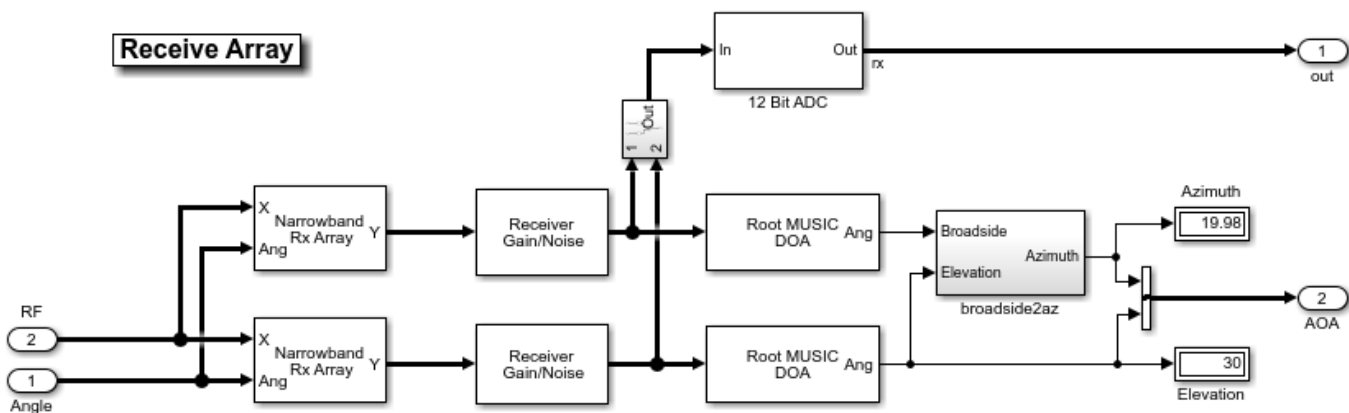 Receive Array
In
Out
rx
12 Bit ADC
1
out
Out
1
2
X
Ang
Narrowband
Rx Array
Y
Receiver
Gain/Noise
Root MUSIC
DOA
Ang
Broadside
Elevation
Azimuth
broadside2az
Azimuth
19.98
RF
2
1
Angle
X
Ang
Narrowband
Rx Array
Y
Receiver
Gain/Noise
Root MUSIC
DOA
Ang
2
AOA
30
Elevation